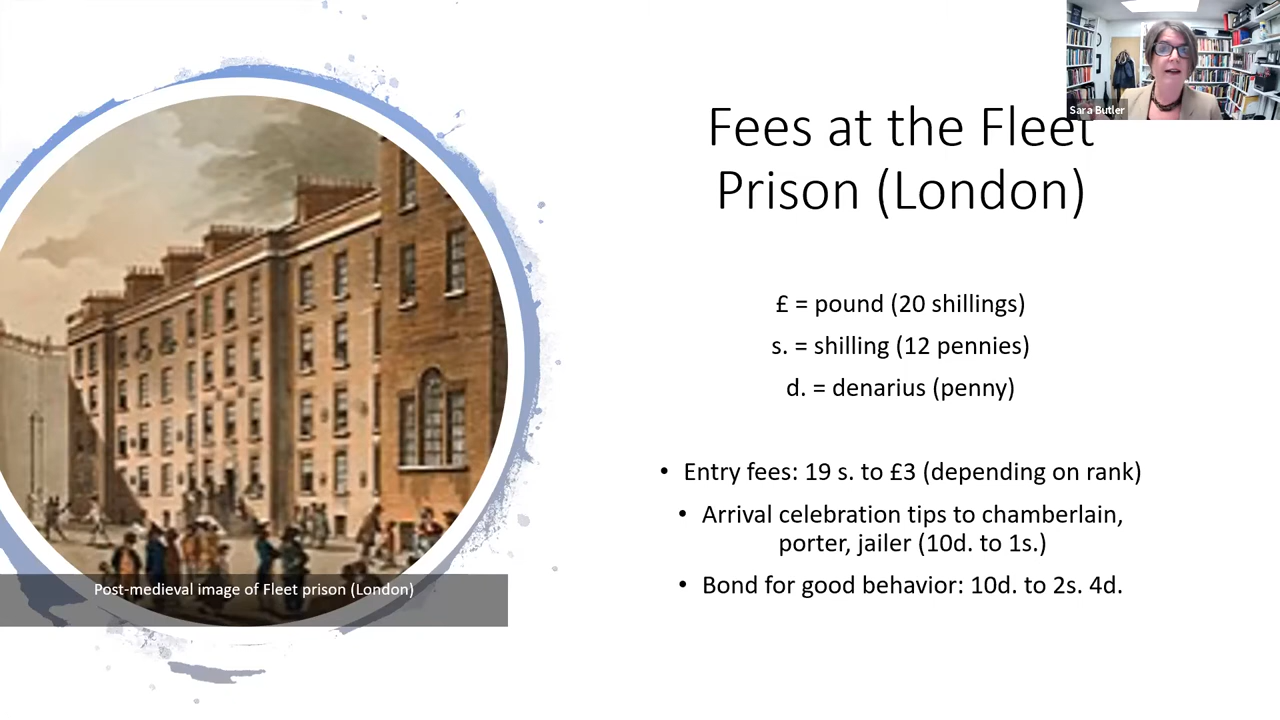 Sara Butler
Fees at the Fleet
Prison (London)
£ = pound (20 shillings)
s. = shilling (12 pennies)
d. = denarius (penny)
• Entry fees: 19 s. to £3 (depending on rank)
• Arrival celebration tips to chamberlain,
porter, jailer (10d. to 1s.)
• Bond for good behavior: 10d. to 2s. 4d.
Post-medieval image of Fleet prison (London)